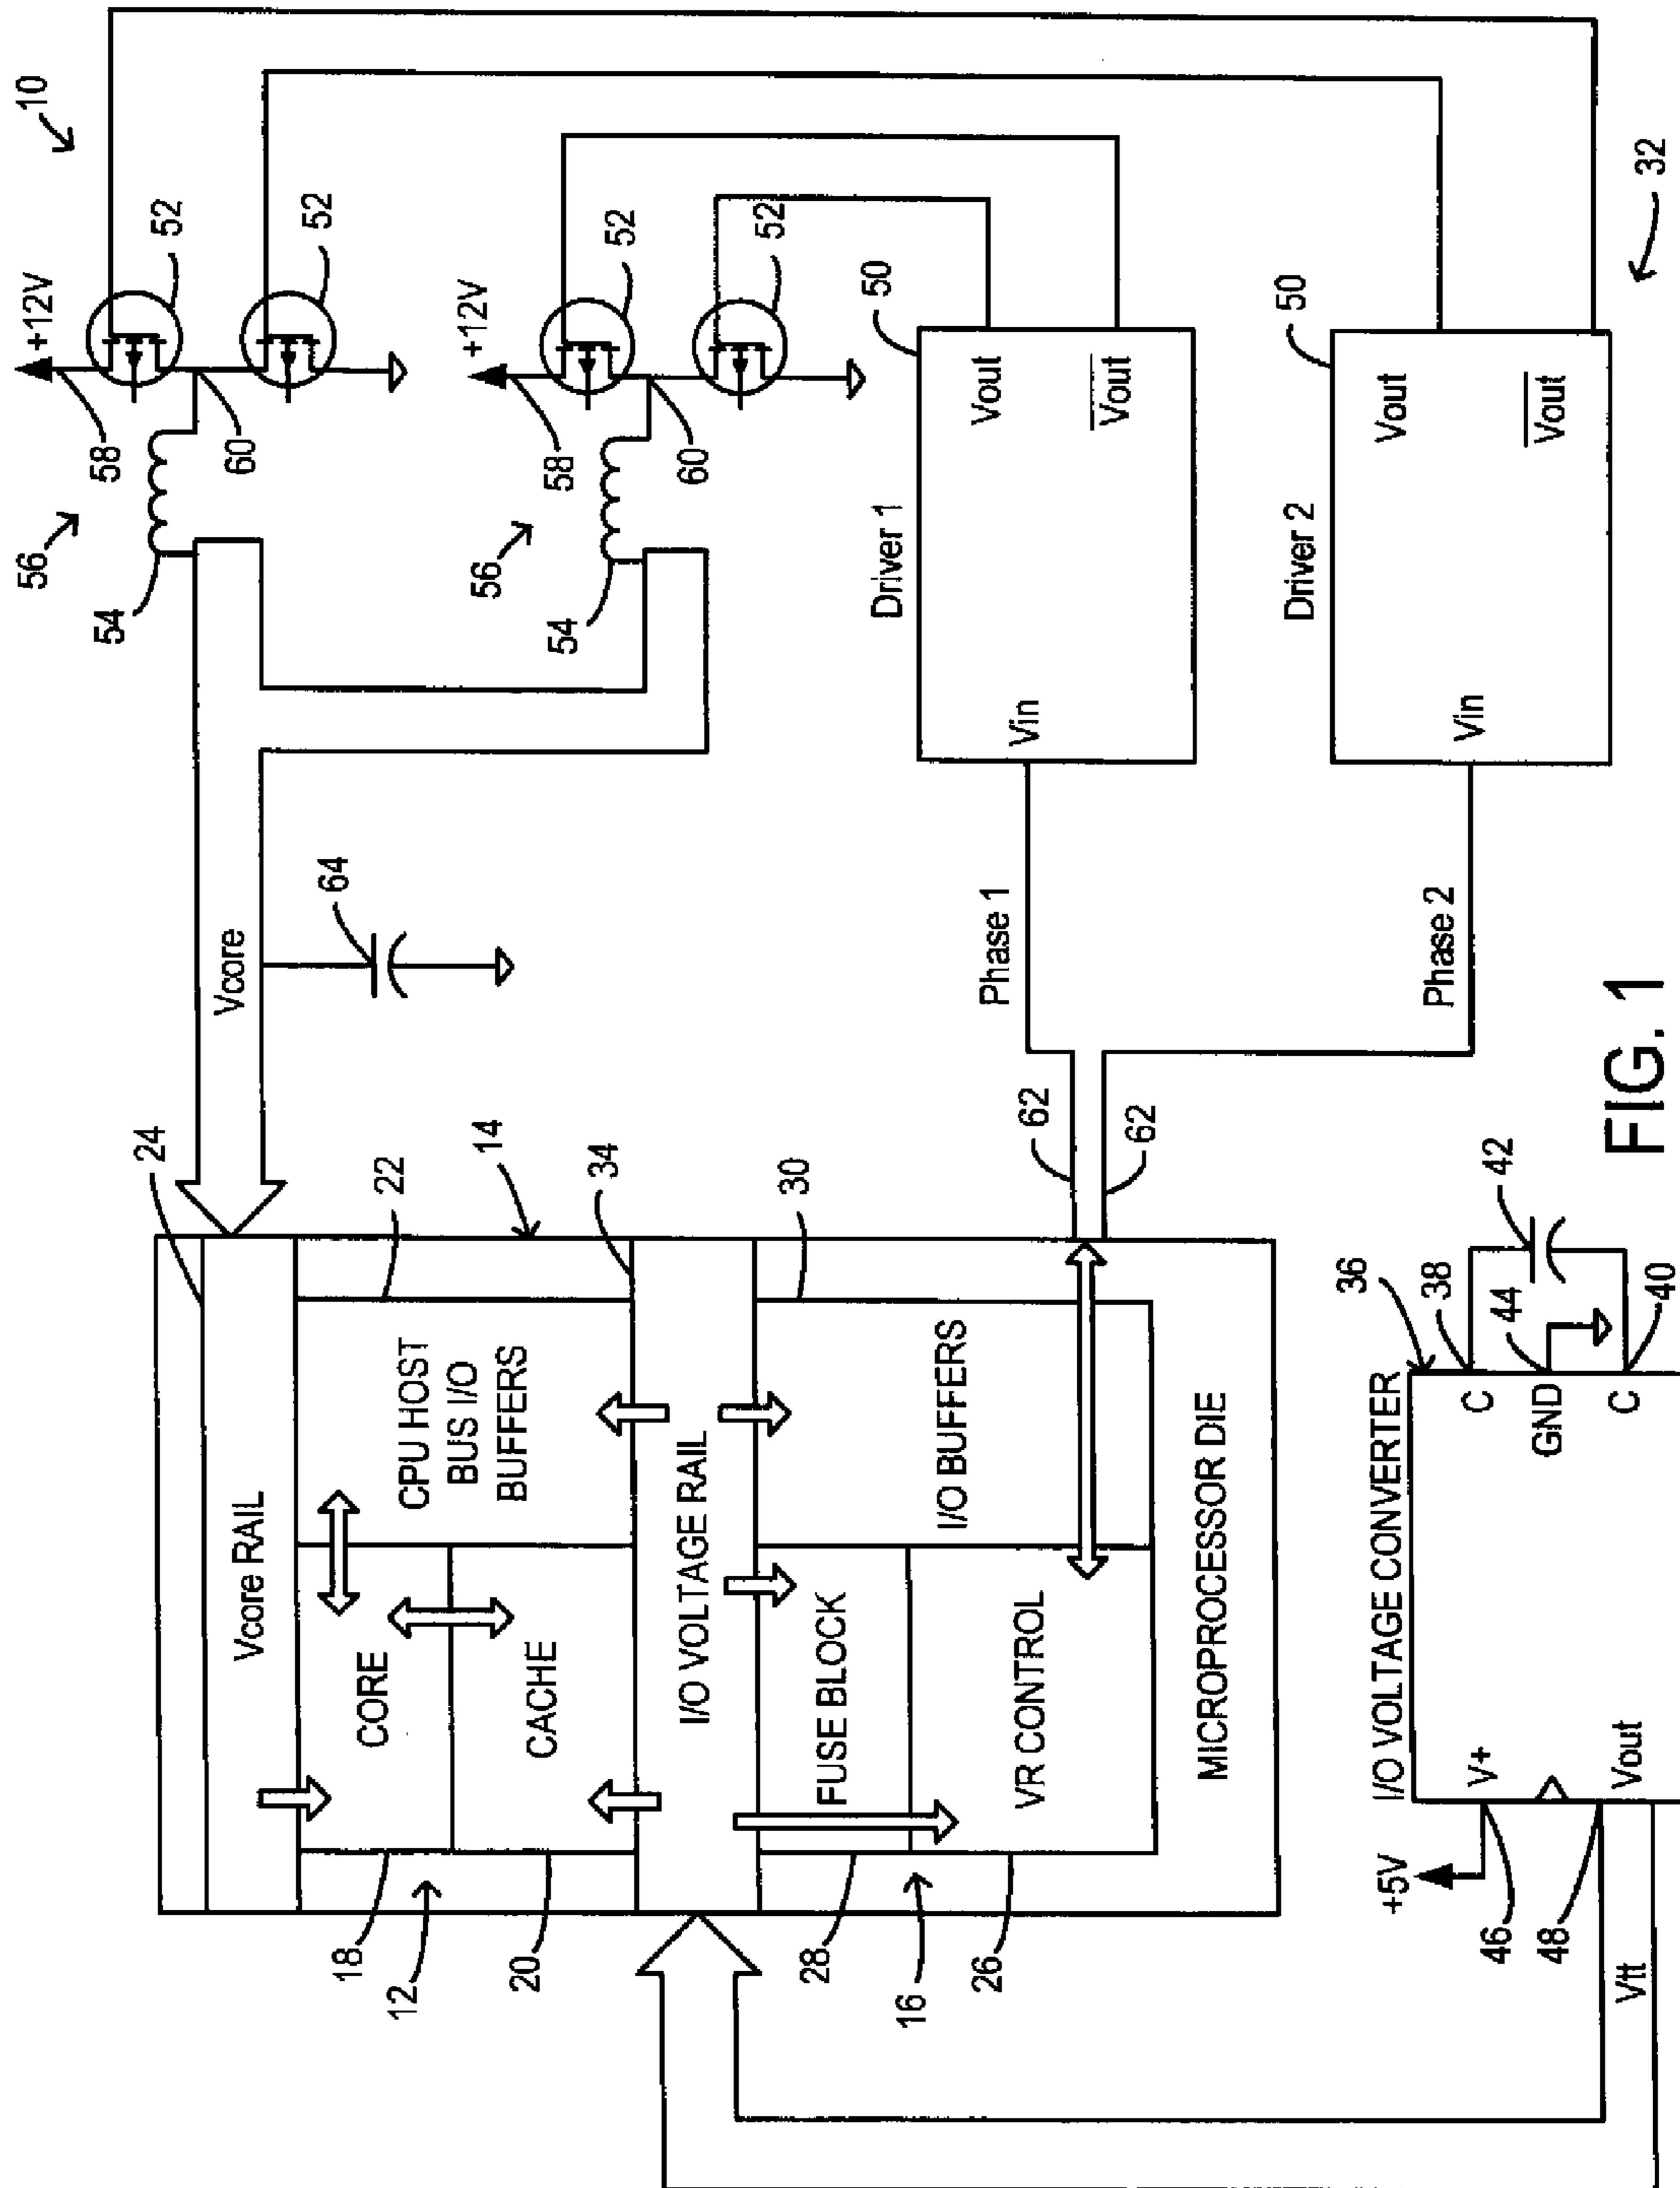 10
+12V
52
52
58
60
56
54
+12V
52
52
58
60
56
54
Vcore
64
24
Vcore RAIL
22
14
34
CPU HOST
BUS I/O
BUFFERS
CORE
CACHE
18
12
20
I/O VOLTAGE RAIL
30
I/O BUFFERS
FUSE BLOCK
VR CONTROL
MICROPROCESSOR DIE
28
16
26
62
62
Phase 1
Phase 2
Driver 1
Vin
Vout
Vout
50
Driver 2
Vin
Vout
Vout
50
32
I/O VOLTAGE CONVERTER
36
38
C
44
GND
C
40
42
+5V
V+
46
48
Vout
Vtt
FIG. 1